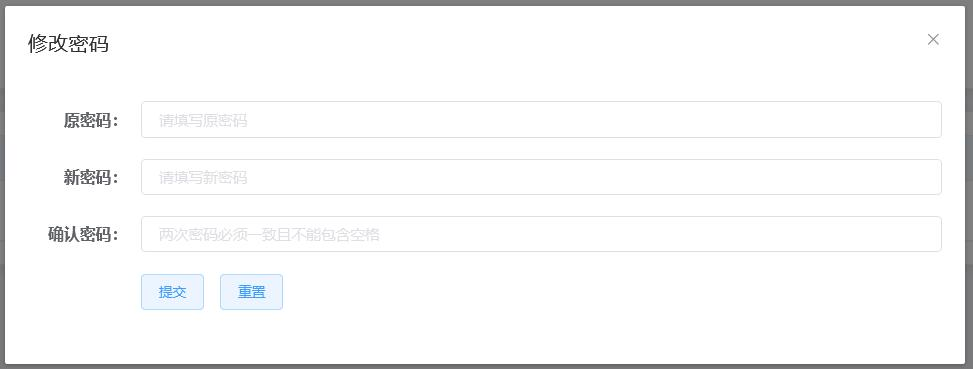 修改密码
原密码： 请填写原密码
新密码： 请填写新密码
确认密码： 两次密码必须一致且不能包含空格
提交 重置